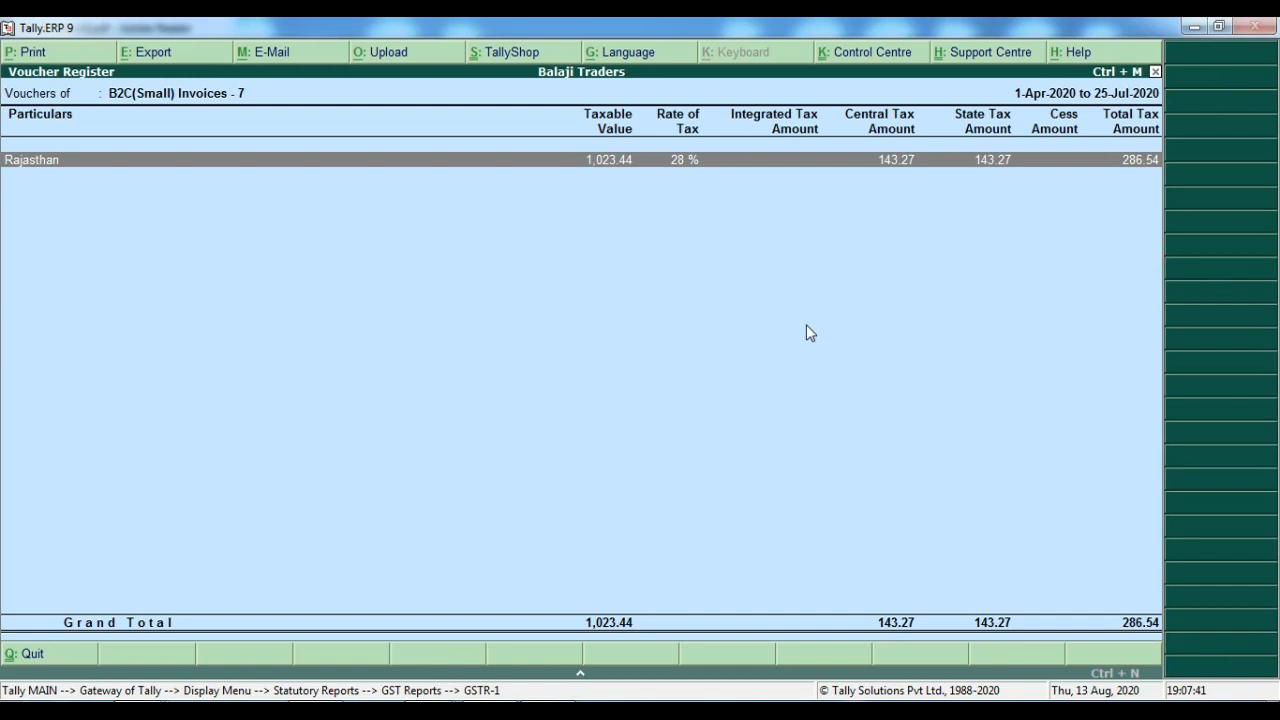 Tally.ERP 9
P: Print E: Export M: E-Mail O: Upload S: TallyShop G: Language K: Keyboard K: Control Centre H: Support Centre H: Help
Voucher Register Balaji Traders Ctrl + M
Vouchers of : B2C(Small) Invoices - 7 1-Apr-2020 to 25-Jul-2020
Particulars Taxable Rate of Integrated Tax Central Tax State Tax Cess Total Tax
Value Tax Amount Amount Amount Amount Amount
Rajasthan 1,023.44 28 % 143.27 143.27 286.54
Grand Total 1,023.44 143.27 143.27 286.54
Q: Quit
Ctrl + N
Tally MAIN --> Gateway of Tally --> Display Menu --> Statutory Reports --> GST Reports --> GSTR-1 © Tally Solutions Pvt Ltd., 1988-2020 Thu, 13 Aug, 2020 19:07:41